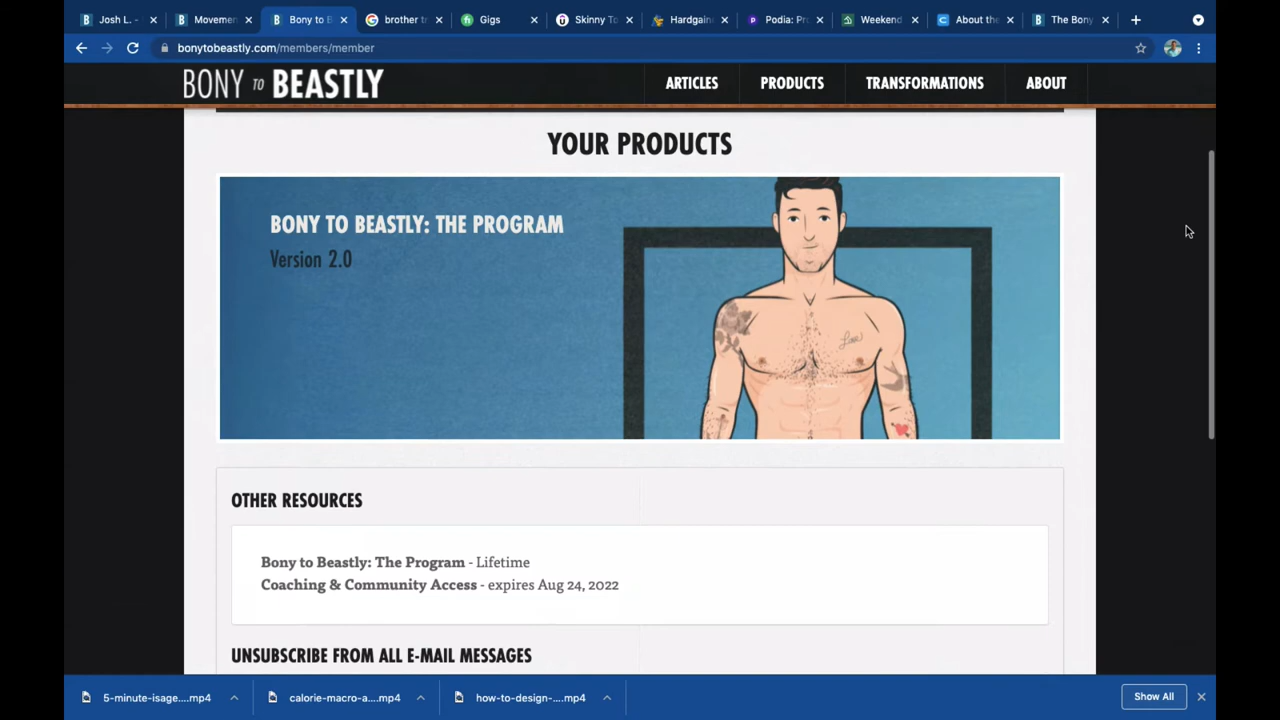 Josh L. -
Movemen
Bony to B
brother tr
Gigs
Skinny To
Hardgain
Podia: Pr
Weekend
About the
The Bony
bonytobeastly.com/members/member
BONY TO BEASTLY
ARTICLES
PRODUCTS
TRANSFORMATIONS
ABOUT
YOUR PRODUCTS
BONY TO BEASTLY: THE PROGRAM
Version 2.0
Love
OTHER RESOURCES
Bony to Beastly: The Program - Lifetime
Coaching & Community Access - expires Aug 24, 2022
UNSUBSCRIBE FROM ALL E-MAIL MESSAGES
5-minute-isage....mp4
calorie-macro-a....mp4
how-to-design-....mp4
Show All